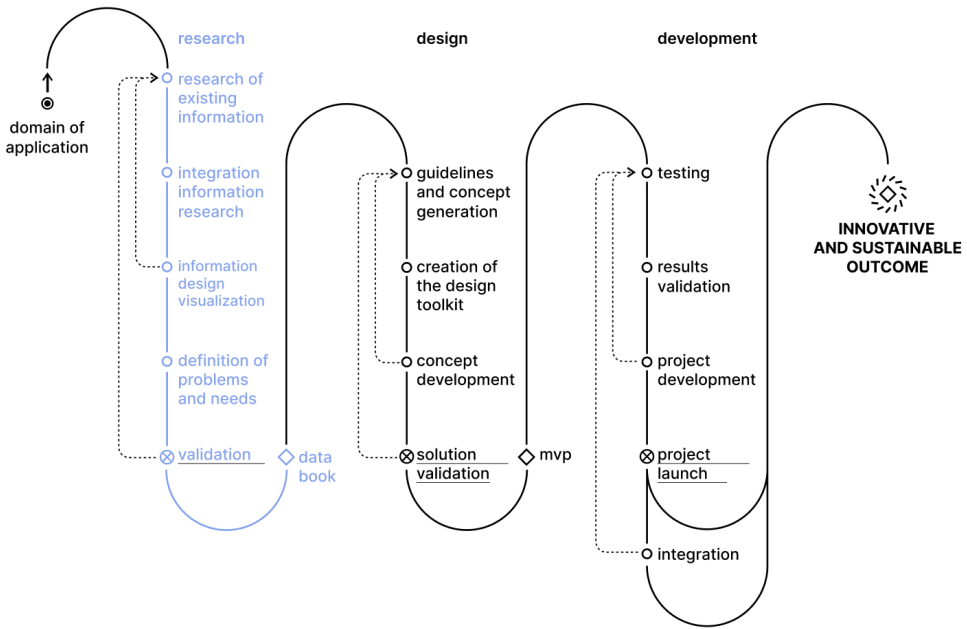 research
design
development
domain of
application
research of
existing
information
integration
information
research
information
design
visualization
definition of
problems
and needs
validation
data
book
guidelines
and concept
generation
creation of
the design
toolkit
concept
development
solution
validation
mvp
testing
results
validation
project
development
project
launch
integration
INNOVATIVE
AND SUSTAINABLE
OUTCOME